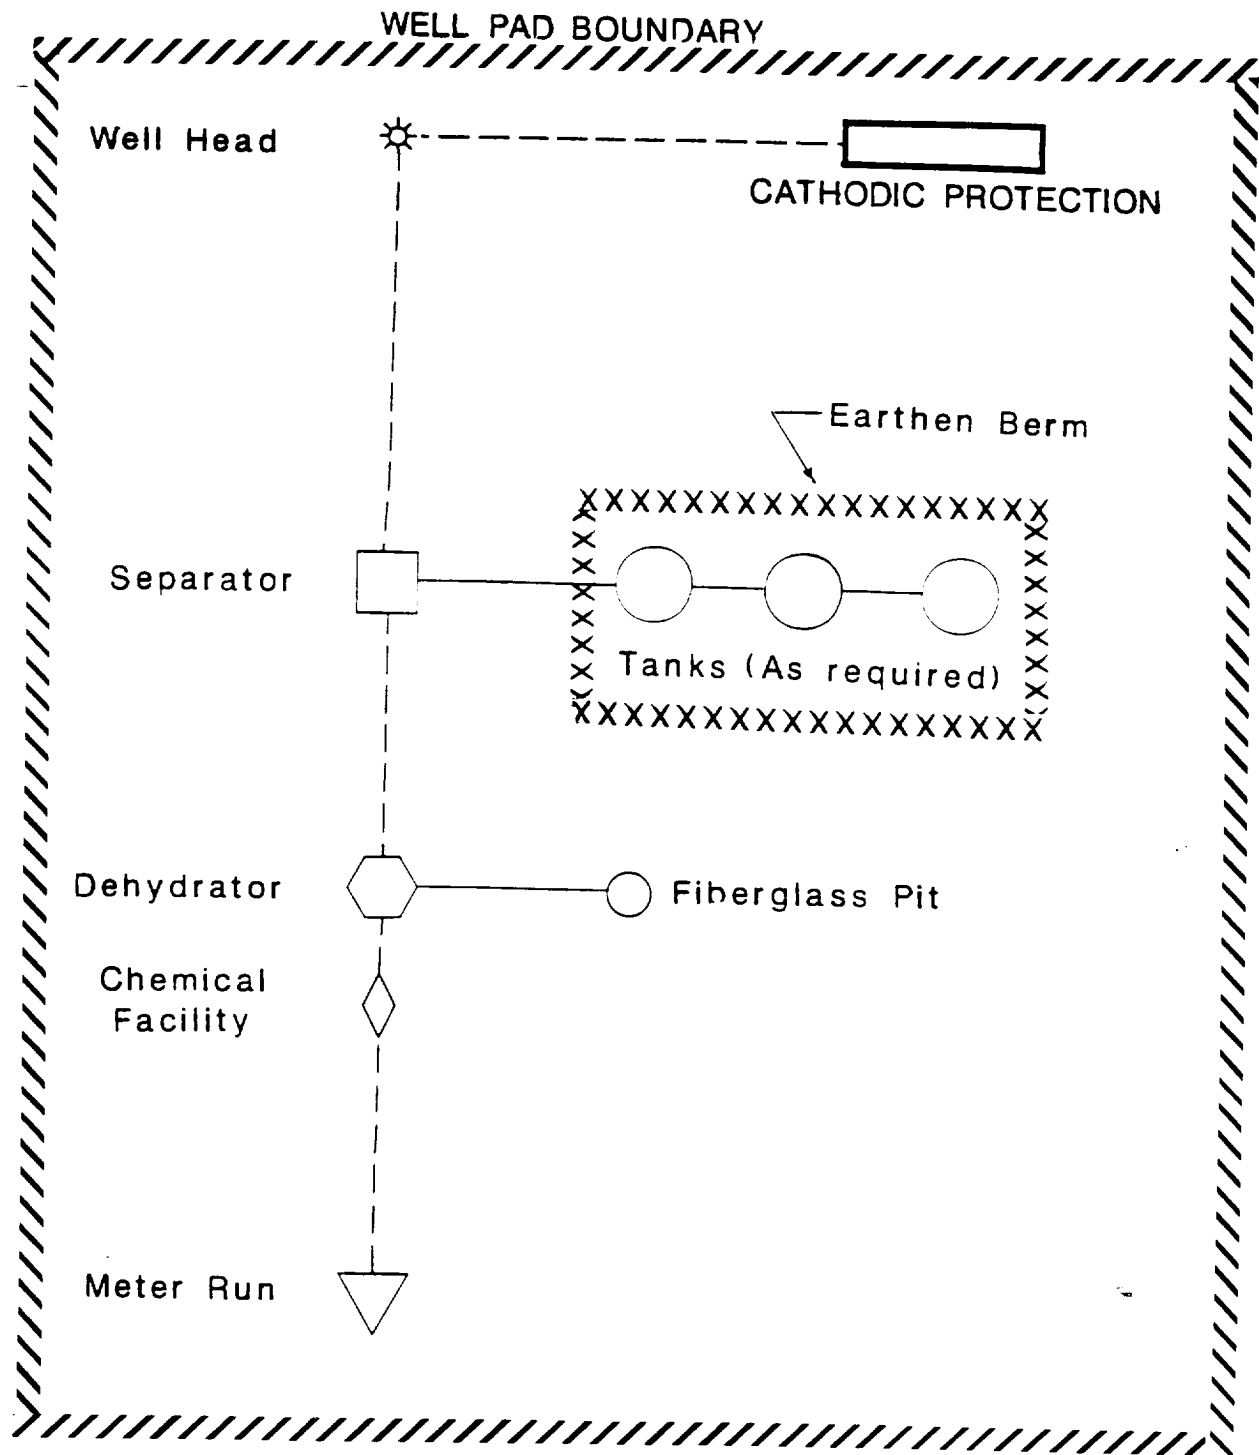 WELL PAD BOUNDARY
Well Head
CATHODIC PROTECTION
Earthen Berm
Separator
Tanks (As required)
Dehydrator
Fiberglass Pit
Chemical
Facility
Meter Run